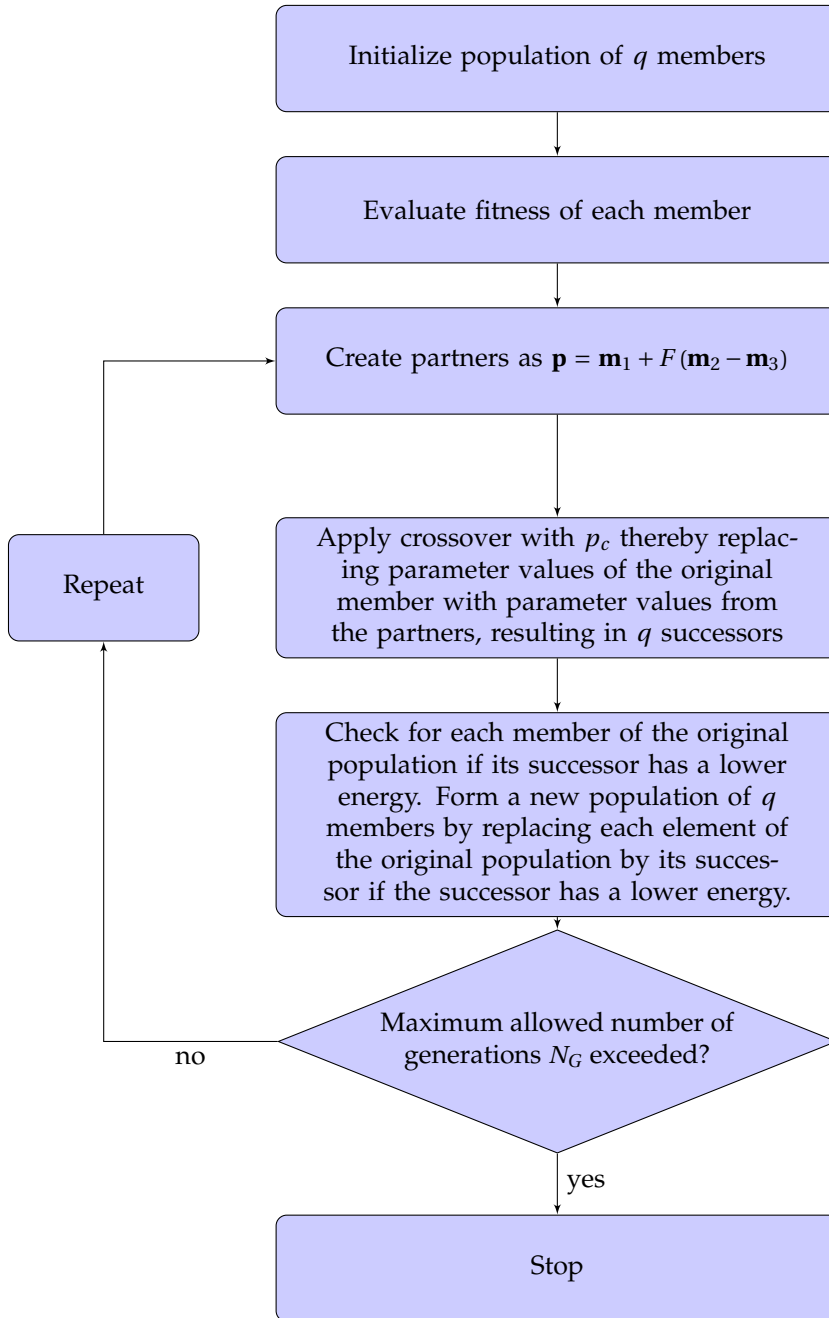 Initialize population of q members
Evaluate fitness of each member
Create partners as p = m₁ + F(m₂ − m₃)
Apply crossover with p_c thereby replac-
ing parameter values of the original
member with parameter values from
the partners, resulting in q successors
Repeat
Check for each member of the original
population if its successor has a lower
energy. Form a new population of q
members by replacing each element of
the original population by its succes-
sor if the successor has a lower energy.
Maximum allowed number of
generations N_G exceeded?
no
yes
Stop